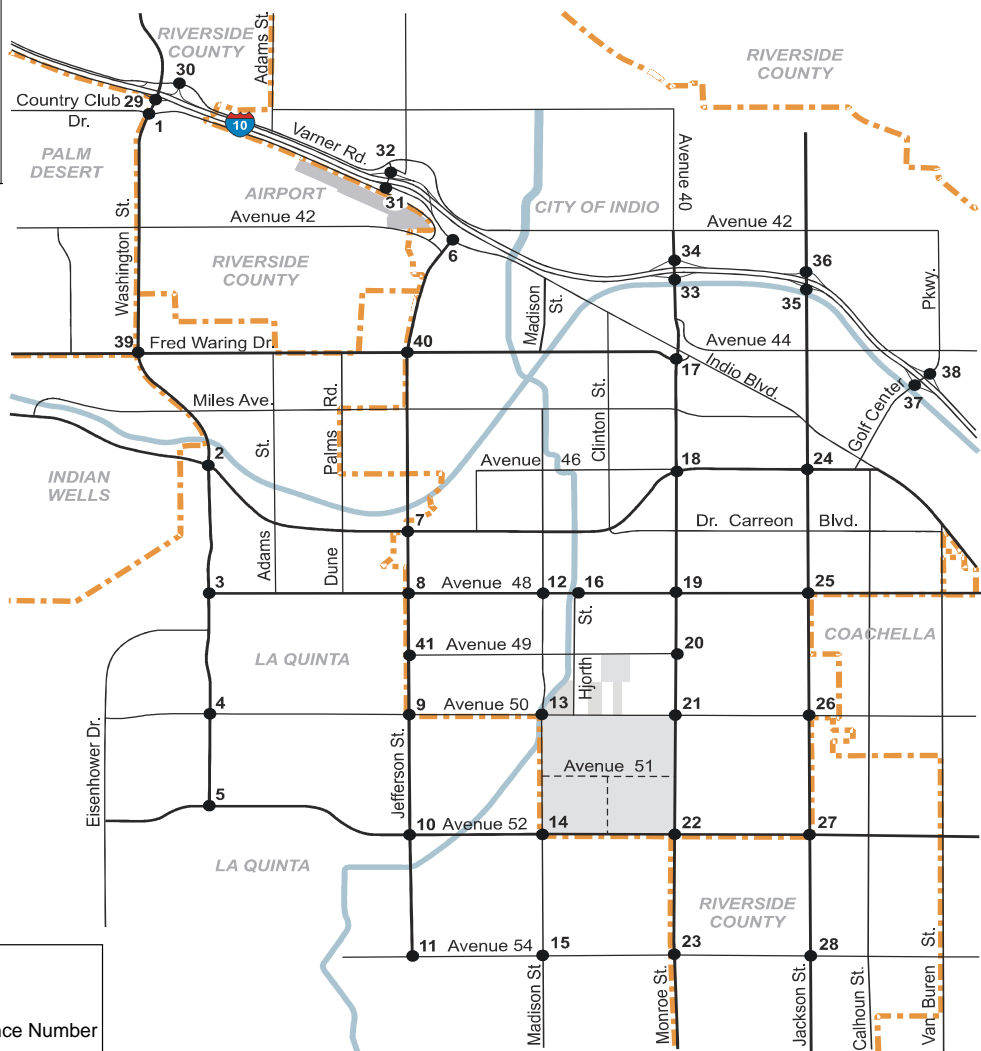 RIVERSIDE
COUNTY
Adams St.
RIVERSIDE
COUNTY
30
Country Club
Dr.
29
1
10
Varner Rd.
32
31
Avenue 40
PALM
DESERT
AIRPORT
CITY OF INDIO
Avenue 42
Avenue 42
6
34
33
36
35
Washington St.
RIVERSIDE
COUNTY
Madison St.
Pkwy.
39
Fred Waring Dr.
40
17
Avenue 44
Indio Blvd.
38
37
Golf Center
Miles Ave.
Clinton St.
2
Adams St.
Dune Palms Rd.
Avenue 46
18
24
INDIAN
WELLS
7
Dr. Carreon Blvd.
3
8
Avenue 48
12
16
19
25
COACHELLA
LA QUINTA
41
Avenue 49
20
Hjorth St.
4
9
Avenue 50
13
21
26
Eisenhower Dr.
Jefferson St.
Avenue 51
5
10
Avenue 52
14
22
27
LA QUINTA
RIVERSIDE
COUNTY
11
Avenue 54
15
23
28
Madison St.
Monroe St.
Jackson St.
Calhoun St.
Van Buren St.
Number